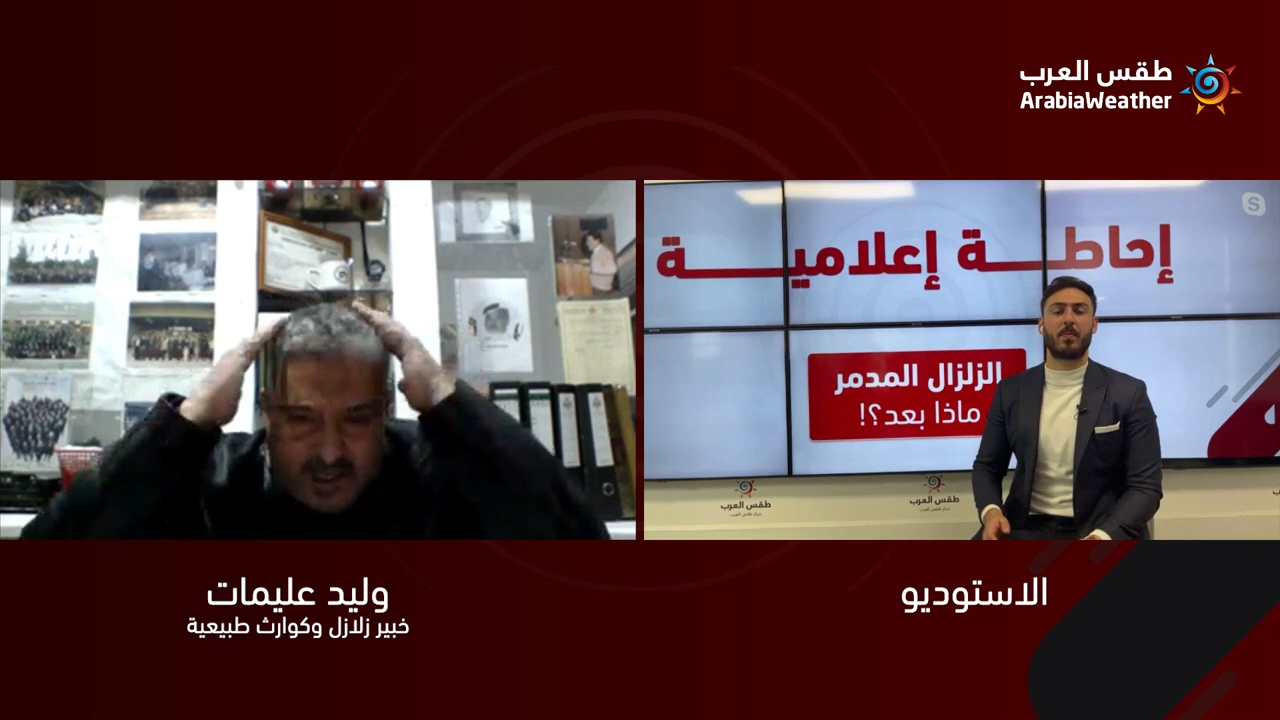 طقس العرب
ArabiaWeather
إحاطـــة إعلاميـــــة
الزلزال المدمر
ماذا بعد؟!
طقس العرب
طقس العرب
الاستوديو
وليد عليمات
خبير زلازل وكوارث طبيعية